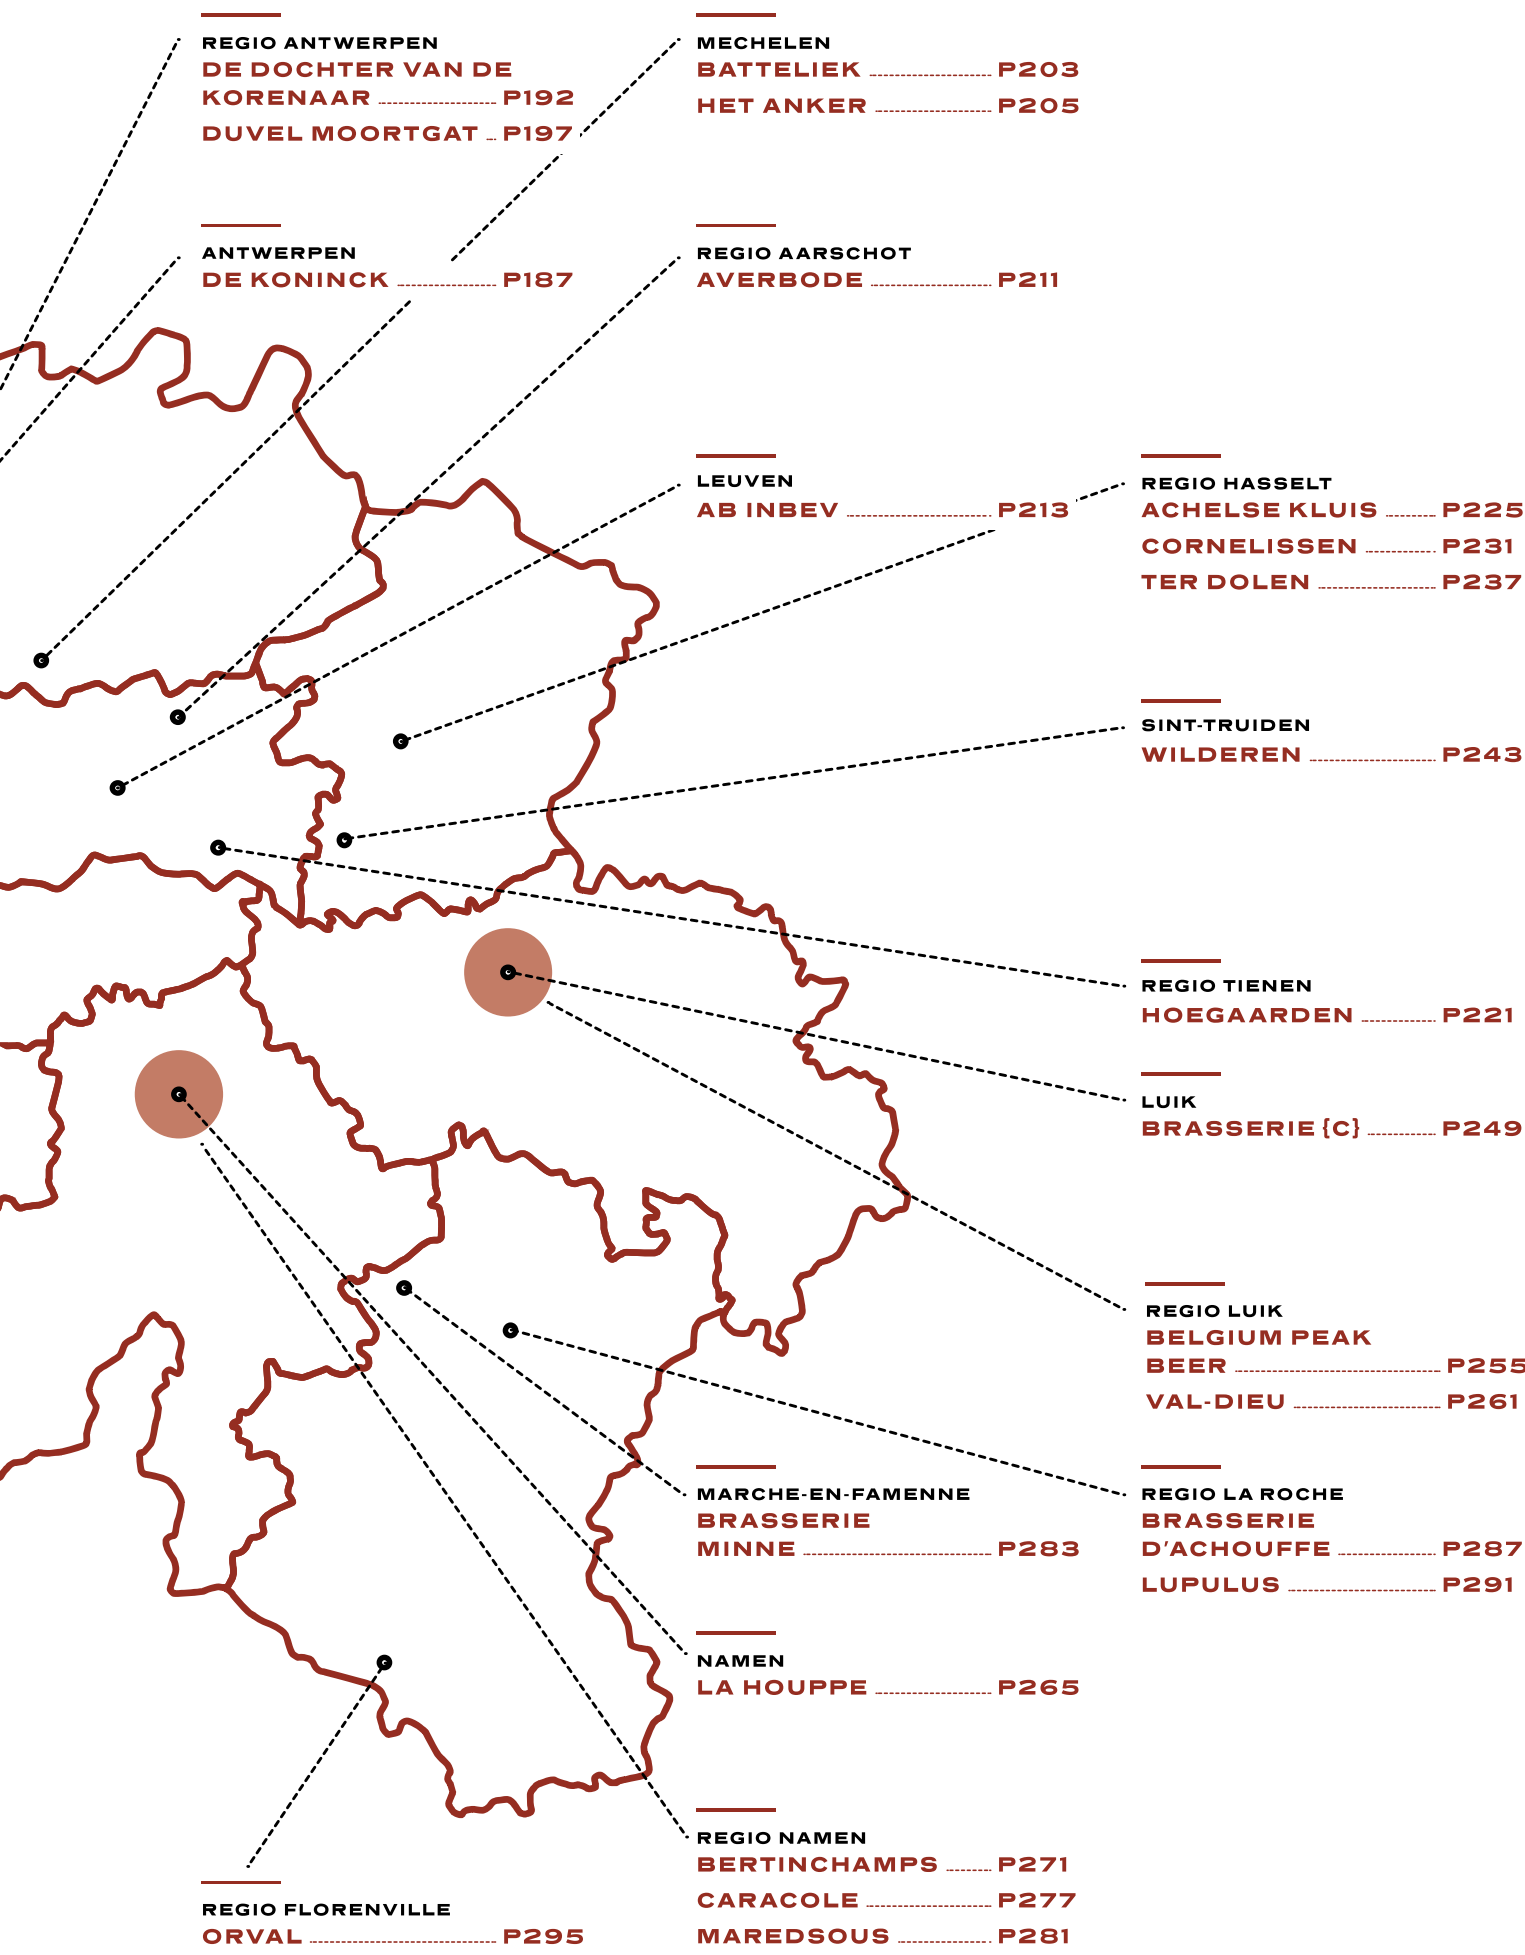 REGIO ANTWERPEN
DE DOCHTER VAN DE
KORENAAR P192
DUVEL MOORTGAT P197
MECHELEN
BATTELIEK P203
HET ANKER P205
ANTWERPEN
DE KONINCK P187
REGIO AARSCHOT
AVERBODE P211
LEUVEN
AB INBEV P213
REGIO HASSELT
ACHELSE KLUIS P225
CORNELISSEN P231
TER DOLEN P237
SINT-TRUIDEN
WILDEREN P243
REGIO TIENEN
HOEGAARDEN P221
LUIK
BRASSERIE {C} P249
REGIO LUIK
BELGIUM PEAK
BEER P255
VAL-DIEU P261
MARCHE-EN-FAMENNE
BRASSERIE
MINNE P283
REGIO LA ROCHE
BRASSERIE
D'ACHOUFFE P287
LUPULUS P291
NAMEN
LA HOUPPE P265
REGIO NAMEN
BERTINCHAMPS P271
CARACOLE P277
MAREDSOUS P281
REGIO FLORENVILLE
ORVAL P295